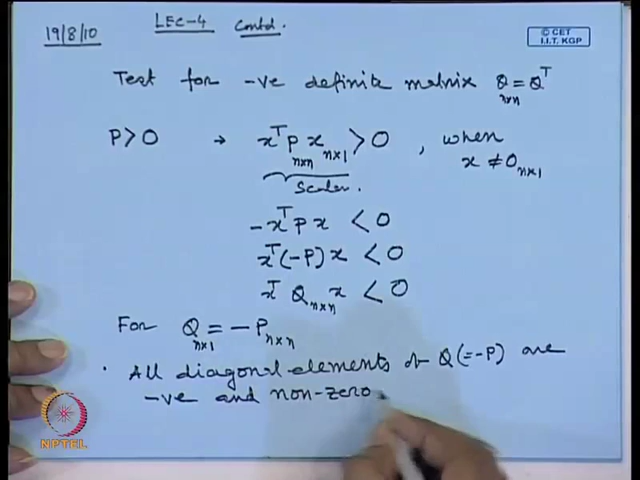 19/8/10 LEC-4 Contd.
© CET
I.I.T. KGP
Test for -ve definite matrix Q = Q^T
n×n
P > 0 → x^T P x > 0 , when
n×n n×1
x ≠ 0 n×1
Scalar.
-x^T P x < 0
x^T (-P) x < 0
x^T Q n×n x < 0
For Q = -P n×n
n×1
· All diagonal elements of Q (= -P) are
-ve and non-zero.
NPTEL